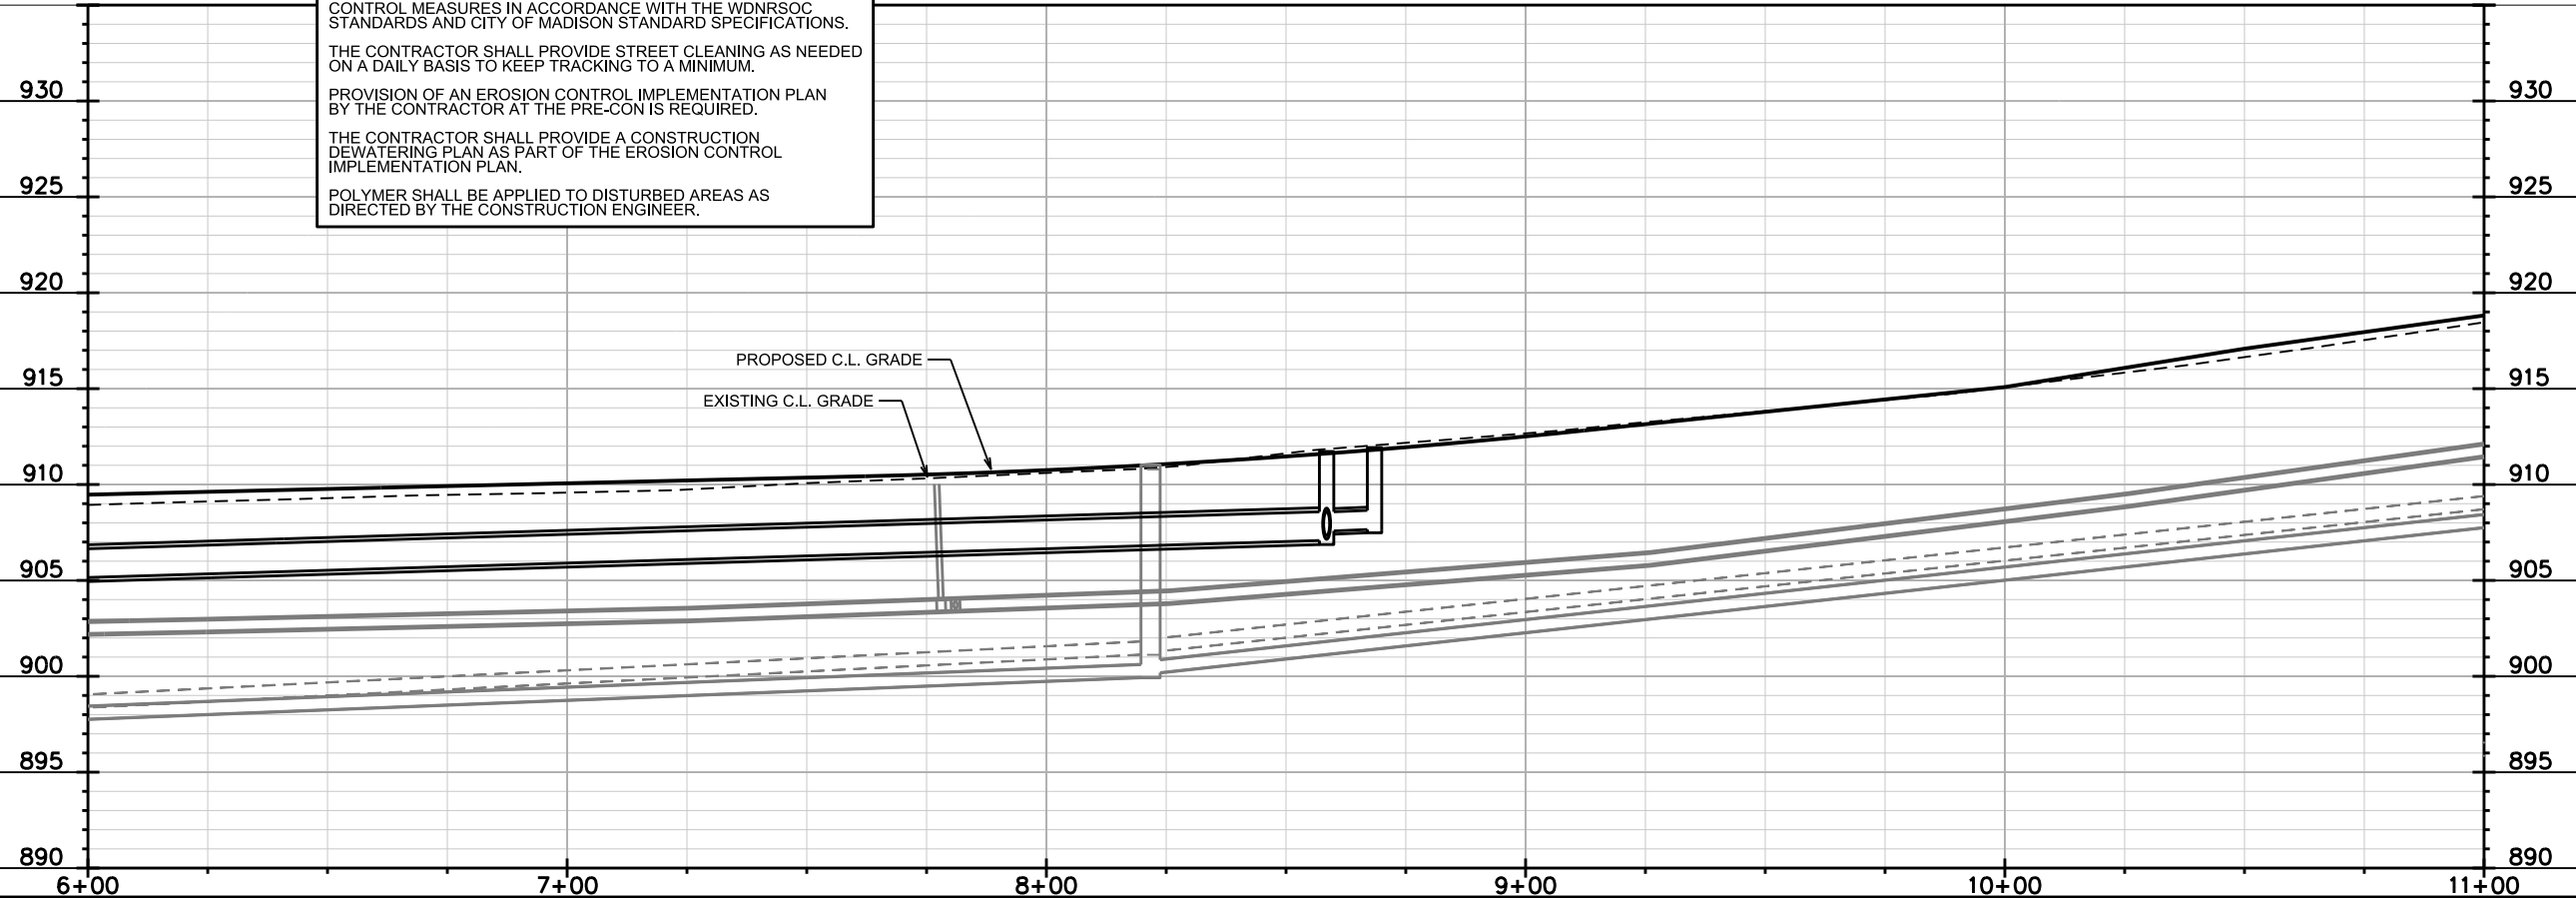 CONTROL MEASURES IN ACCORDANCE WITH THE WDNRSOC
STANDARDS AND CITY OF MADISON STANDARD SPECIFICATIONS.
THE CONTRACTOR SHALL PROVIDE STREET CLEANING AS NEEDED
ON A DAILY BASIS TO KEEP TRACKING TO A MINIMUM.
PROVISION OF AN EROSION CONTROL IMPLEMENTATION PLAN
BY THE CONTRACTOR AT THE PRE-CON IS REQUIRED.
THE CONTRACTOR SHALL PROVIDE A CONSTRUCTION
DEWATERING PLAN AS PART OF THE EROSION CONTROL
IMPLEMENTATION PLAN.
POLYMER SHALL BE APPLIED TO DISTURBED AREAS AS
DIRECTED BY THE CONSTRUCTION ENGINEER.
930 930
925 925
920 920
PROPOSED C.L. GRADE
915 915
EXISTING C.L. GRADE
910 910
905 905
900 900
895 895
890 890
6+00 7+00 8+00 9+00 10+00 11+00